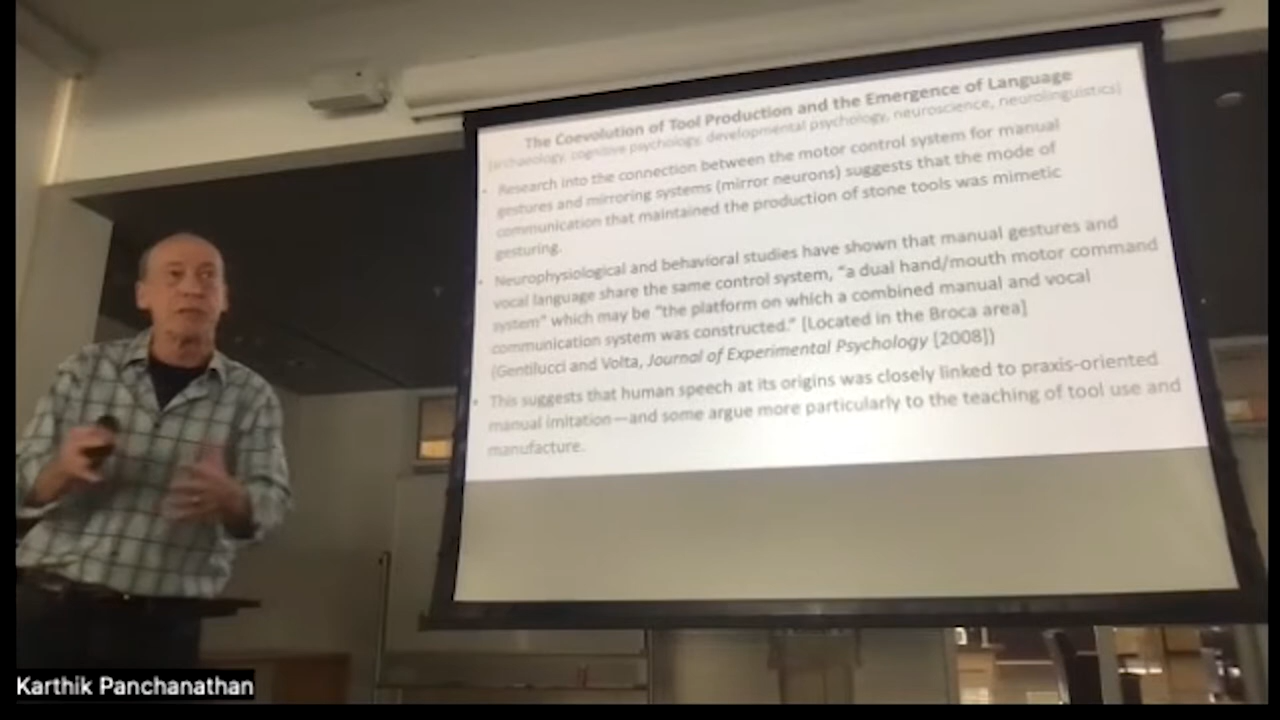 The Coevolution of Tool Production and the Emergence of Language
(archaeology, cognitive psychology, developmental psychology, neuroscience, neurolinguistics)
• Research into the connection between the motor control system for manual
gestures and mirroring systems (mirror neurons) suggests that the mode of
communication that maintained the production of stone tools was mimetic
gesturing.
• Neurophysiological and behavioral studies have shown that manual gestures and
vocal language share the same control system, "a dual hand/mouth motor command
system" which may be "the platform on which a combined manual and vocal
communication system was constructed." [Located in the Broca area]
(Gentilucci and Volta, Journal of Experimental Psychology [2008])
• This suggests that human speech at its origins was closely linked to praxis-oriented
manual imitation—and some argue more particularly to the teaching of tool use and
manufacture.
Karthik Panchanathan